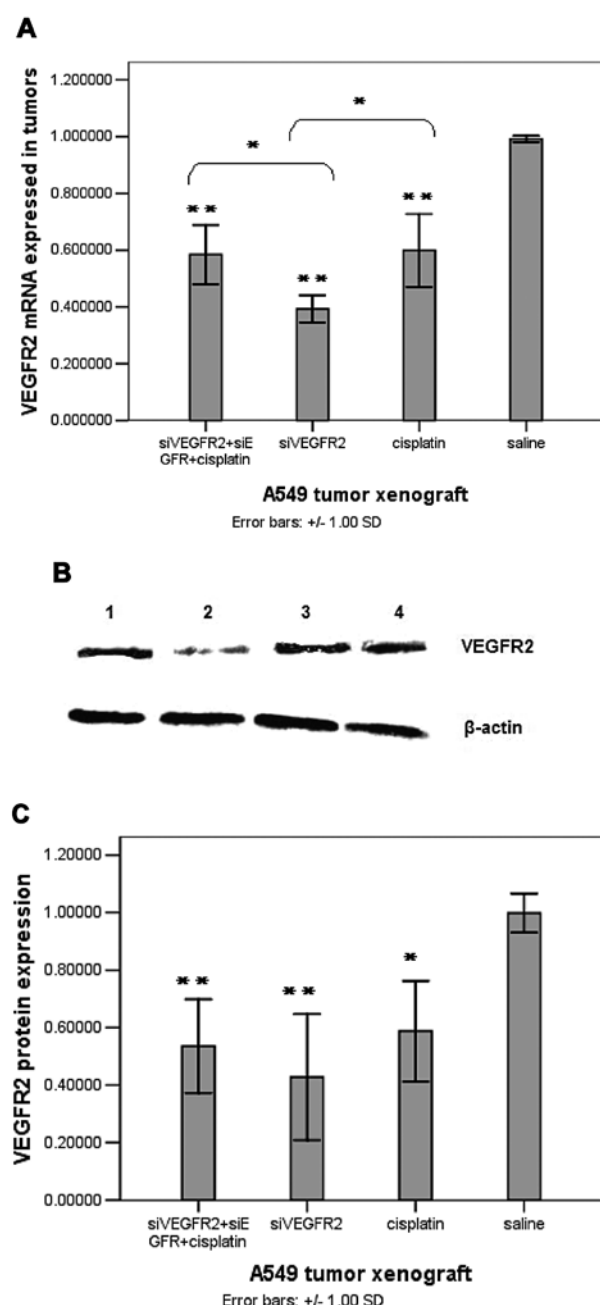 A
VEGFR2 mRNA expressed in tumors
1.200000
1.000000
0.800000
0.600000
0.400000
0.200000
0.000000
*
*
**
**
**
siVEGFR2+siE
GFR+cisplatin
siVEGFR2
cisplatin
saline
A549 tumor xenograft
Error bars: +/- 1.00 SD
B
1 2 3 4
VEGFR2
β-actin
C
VEGFR2 protein expression
1.20000
1.00000
0.80000
0.60000
0.40000
0.20000
0.00000
**
**
*
siVEGFR2+siE
GFR+cisplatin
siVEGFR2
cisplatin
saline
A549 tumor xenograft
Error bars: +/- 1.00 SD